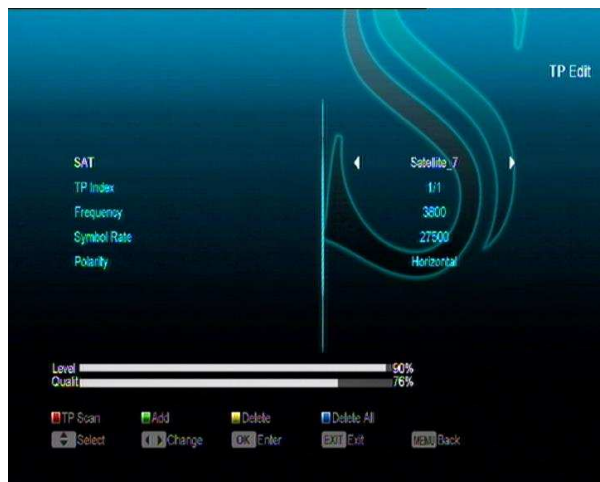 TP Edit
SAT Satellite_7
TP Index 1/1
Frequency 3800
Symbol Rate 27500
Polarity Horizontal
Level 90%
Qualit 76%
TP Scan Add Delete Delete All
Select Change OK Enter EXIT Exit MENU Back